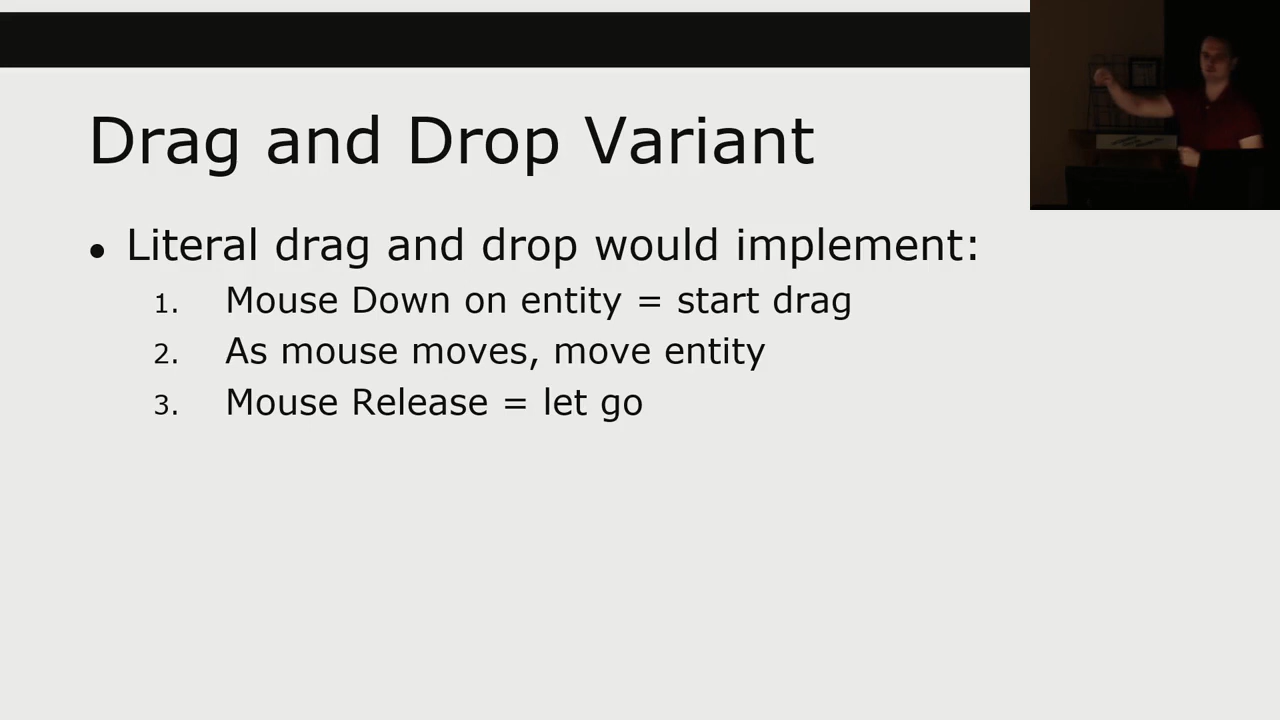 Drag and Drop Variant
• Literal drag and drop would implement:
1. Mouse Down on entity = start drag
2. As mouse moves, move entity
3. Mouse Release = let go